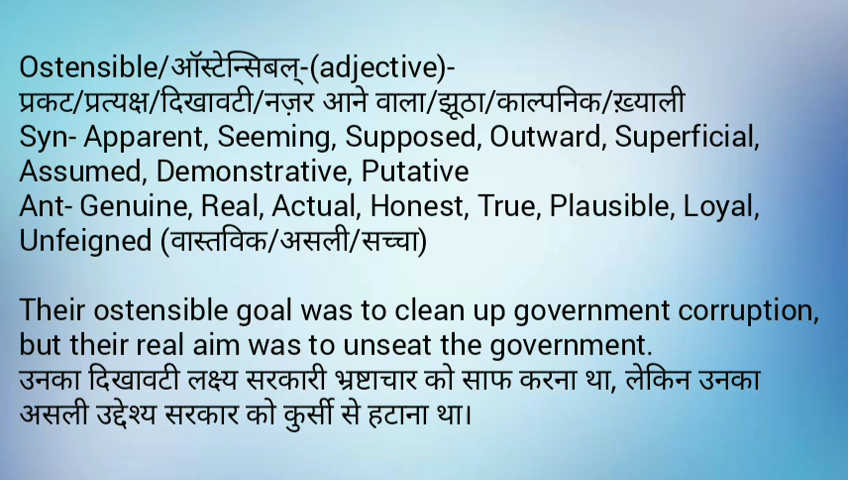 Ostensible/ऑस्टेन्सिबल्-(adjective)-
प्रकट/प्रत्यक्ष/दिखावटी/नज़र आने वाला/झूठा/काल्पनिक/ख़्याली
Syn- Apparent, Seeming, Supposed, Outward, Superficial,
Assumed, Demonstrative, Putative
Ant- Genuine, Real, Actual, Honest, True, Plausible, Loyal,
Unfeigned (वास्तविक/असली/सच्चा)
Their ostensible goal was to clean up government corruption,
but their real aim was to unseat the government.
उनका दिखावटी लक्ष्य सरकारी भ्रष्टाचार को साफ करना था, लेकिन उनका
असली उद्देश्य सरकार को कुर्सी से हटाना था।